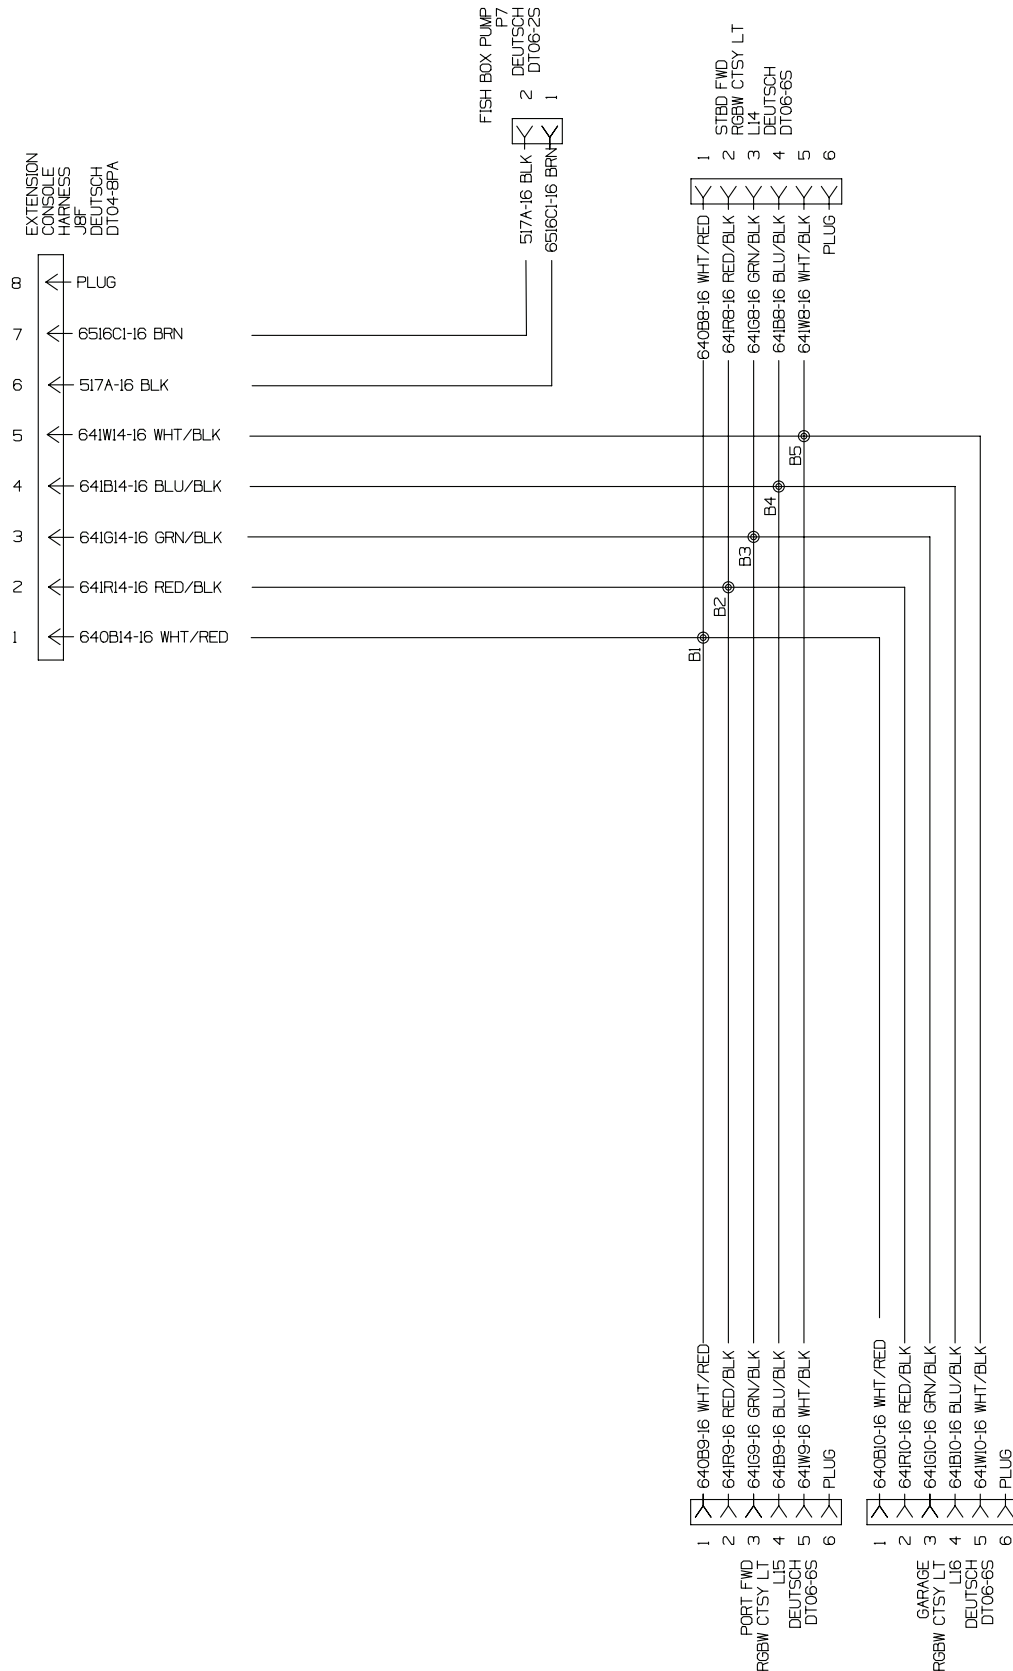 EXTENSION
CONSOLE
HARNESS
J8F
DEUTSCH
DT04-8PA
8
PLUG
7
6516C1-16 BRN
6
517A-16 BLK
5
641W14-16 WHT/BLK
4
641B14-16 BLU/BLK
3
641G14-16 GRN/BLK
2
641R14-16 RED/BLK
1
640B14-16 WHT/RED
FISH BOX PUMP
P7
DEUTSCH
DT06-2S
2
1
517A-16 BLK
6516C1-16 BRN
STBD FWD
RGBW CTSY LT
L14
DEUTSCH
DT06-6S
1
2
3
4
5
6
640B8-16 WHT/RED
641R8-16 RED/BLK
641G8-16 GRN/BLK
641B8-16 BLU/BLK
641W8-16 WHT/BLK
PLUG
B5
B4
B3
B2
B1
640B9-16 WHT/RED
641R9-16 RED/BLK
641G9-16 GRN/BLK
641B9-16 BLU/BLK
641W9-16 WHT/BLK
PLUG
1
2
3
4
5
6
PORT FWD
RGBW CTSY LT
L15
DEUTSCH
DT06-6S
640B10-16 WHT/RED
641R10-16 RED/BLK
641G10-16 GRN/BLK
641B10-16 BLU/BLK
641W10-16 WHT/BLK
PLUG
1
2
3
4
5
6
GARAGE
RGBW CTSY LT
L16
DEUTSCH
DT06-6S